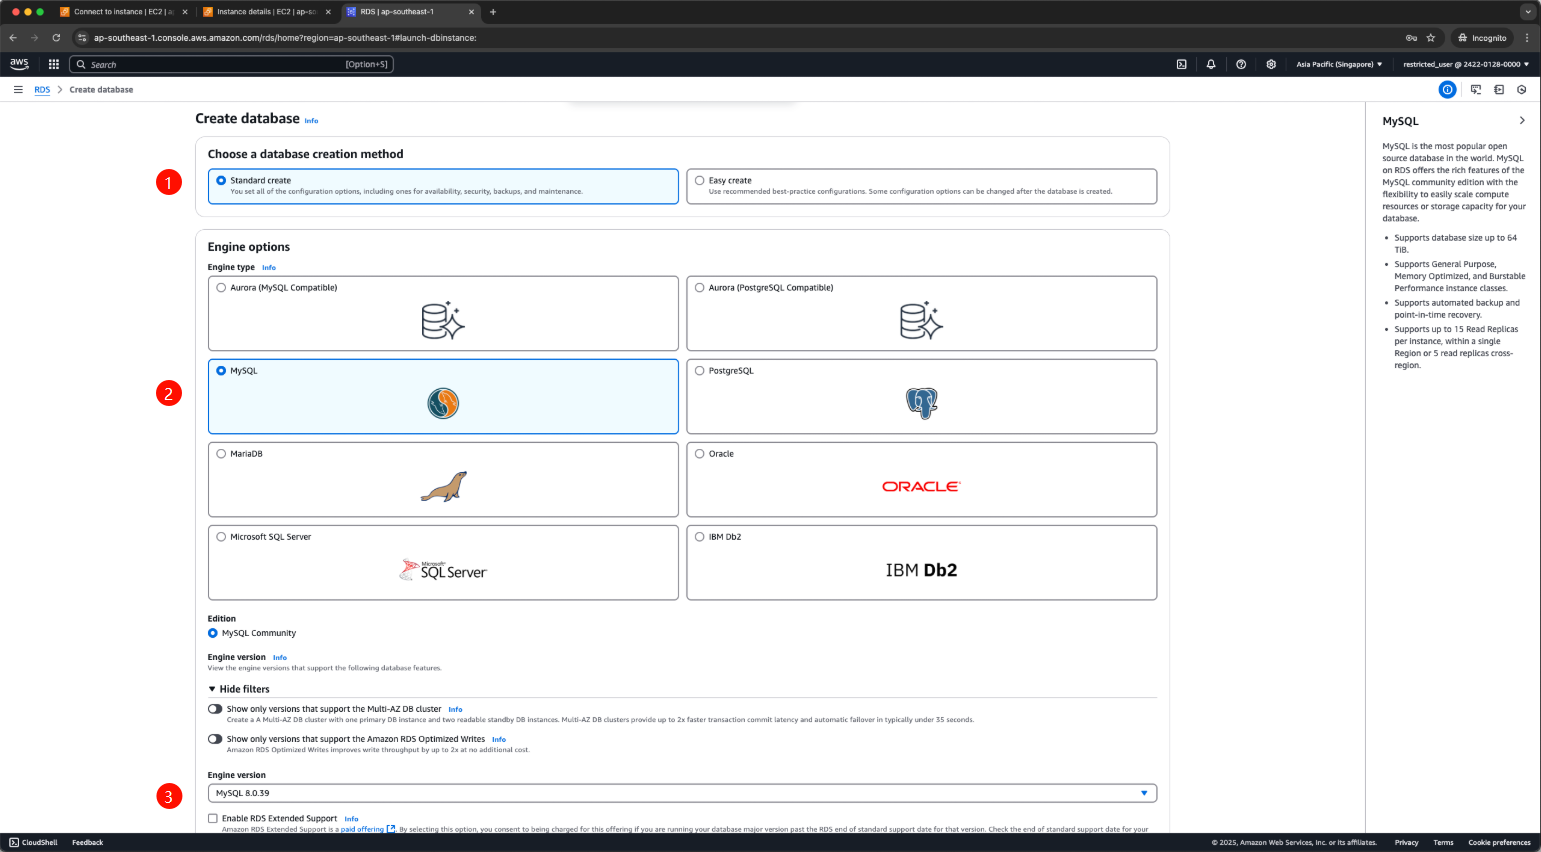 Connect to instance | EC2 | ap
Instance details | EC2 | ap-so
RDS | ap-southeast-1
ap-southeast-1.console.aws.amazon.com/rds/home?region=ap-southeast-1#launch-dbinstance:
Incognito
aws
Search
[Option+S]
Asia Pacific (Singapore) ▼
restricted_user @ 2422-0128-0000 ▼
RDS > Create database
Create database Info
Choose a database creation method
1
Standard create
You set all of the configuration options, including ones for availability, security, backups, and maintenance.
Easy create
Use recommended best-practice configurations. Some configuration options can be changed after the database is created.
Engine options
Engine type Info
Aurora (MySQL Compatible)
Aurora (PostgreSQL Compatible)
2
MySQL
PostgreSQL
MariaDB
Oracle
ORACLE
Microsoft SQL Server
Microsoft
SQL Server
IBM Db2
IBM Db2
Edition
MySQL Community
Engine version Info
View the engine versions that support the following database features.
▼ Hide filters
Show only versions that support the Multi-AZ DB cluster Info
Create a A Multi-AZ DB cluster with one primary DB instance and two readable standby DB instances. Multi-AZ DB clusters provide up to 2x faster transaction commit latency and automatic failover in typically under 35 seconds.
Show only versions that support the Amazon RDS Optimized Writes Info
Amazon RDS Optimized Writes improves write throughput by up to 2x at no additional cost.
Engine version
3
MySQL 8.0.39
Enable RDS Extended Support Info
Amazon RDS Extended Support is a paid offering. By selecting this option, you consent to being charged for this offering if you are running your database major version past the RDS end of standard support date for that version. Check the end of standard support date for your
MySQL
MySQL is the most popular open
source database in the world. MySQL
on RDS offers the rich features of the
MySQL community edition with the
flexibility to easily scale compute
resources or storage capacity for your
database.
• Supports database size up to 64
TiB.
• Supports General Purpose,
Memory Optimized, and Burstable
Performance instance classes.
• Supports automated backup and
point-in-time recovery.
• Supports up to 15 Read Replicas
per instance, within a single
Region or 5 read replicas cross-
region.
CloudShell
Feedback
© 2025, Amazon Web Services, Inc. or its affiliates.
Privacy
Terms
Cookie preferences